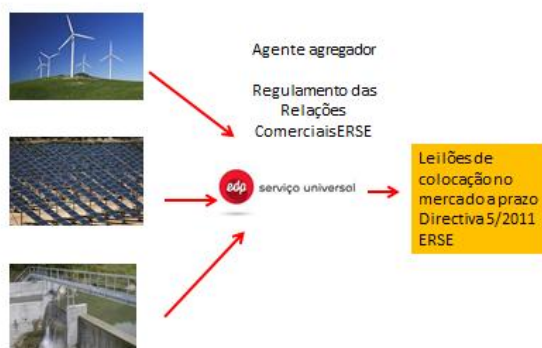 Agente agregador
Regulamento das
Relações
ComerciaisERSE
edp serviço universal
Leilões de
colocação no
mercado a prazo
Directiva 5/2011
ERSE